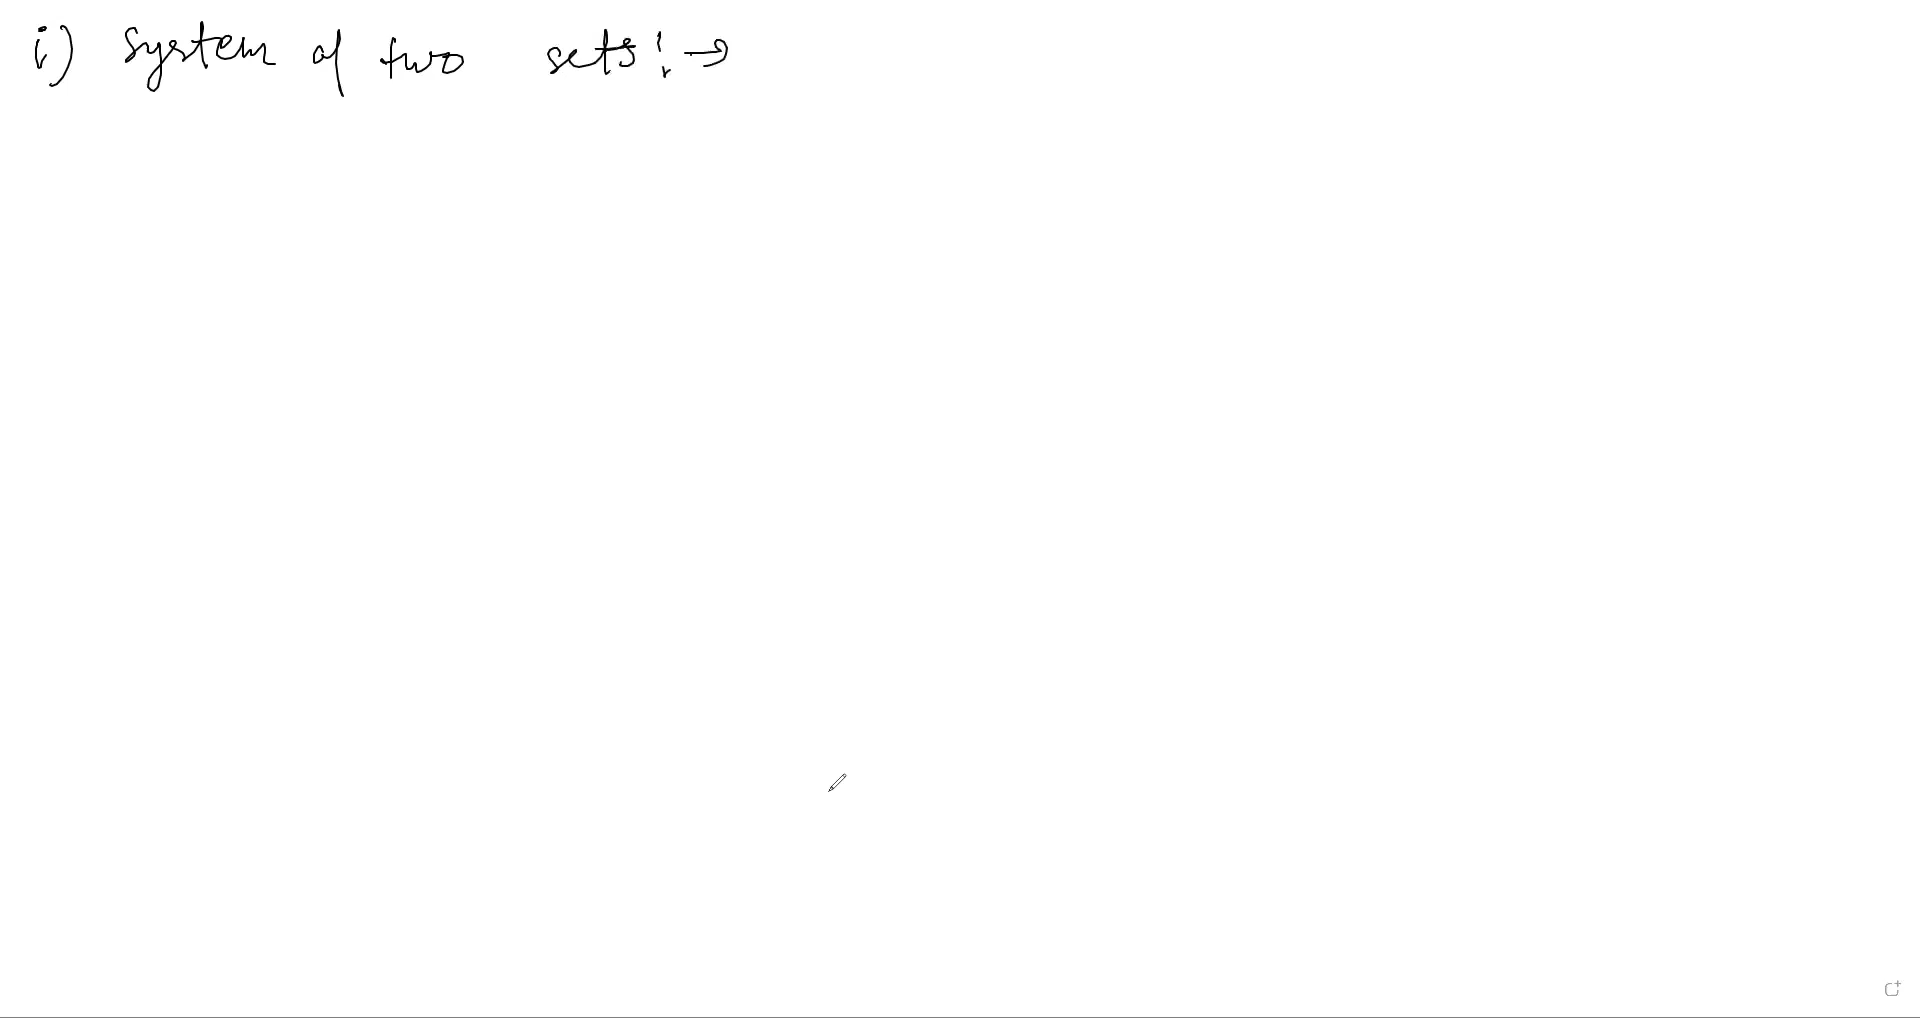 i) system of two sets :→